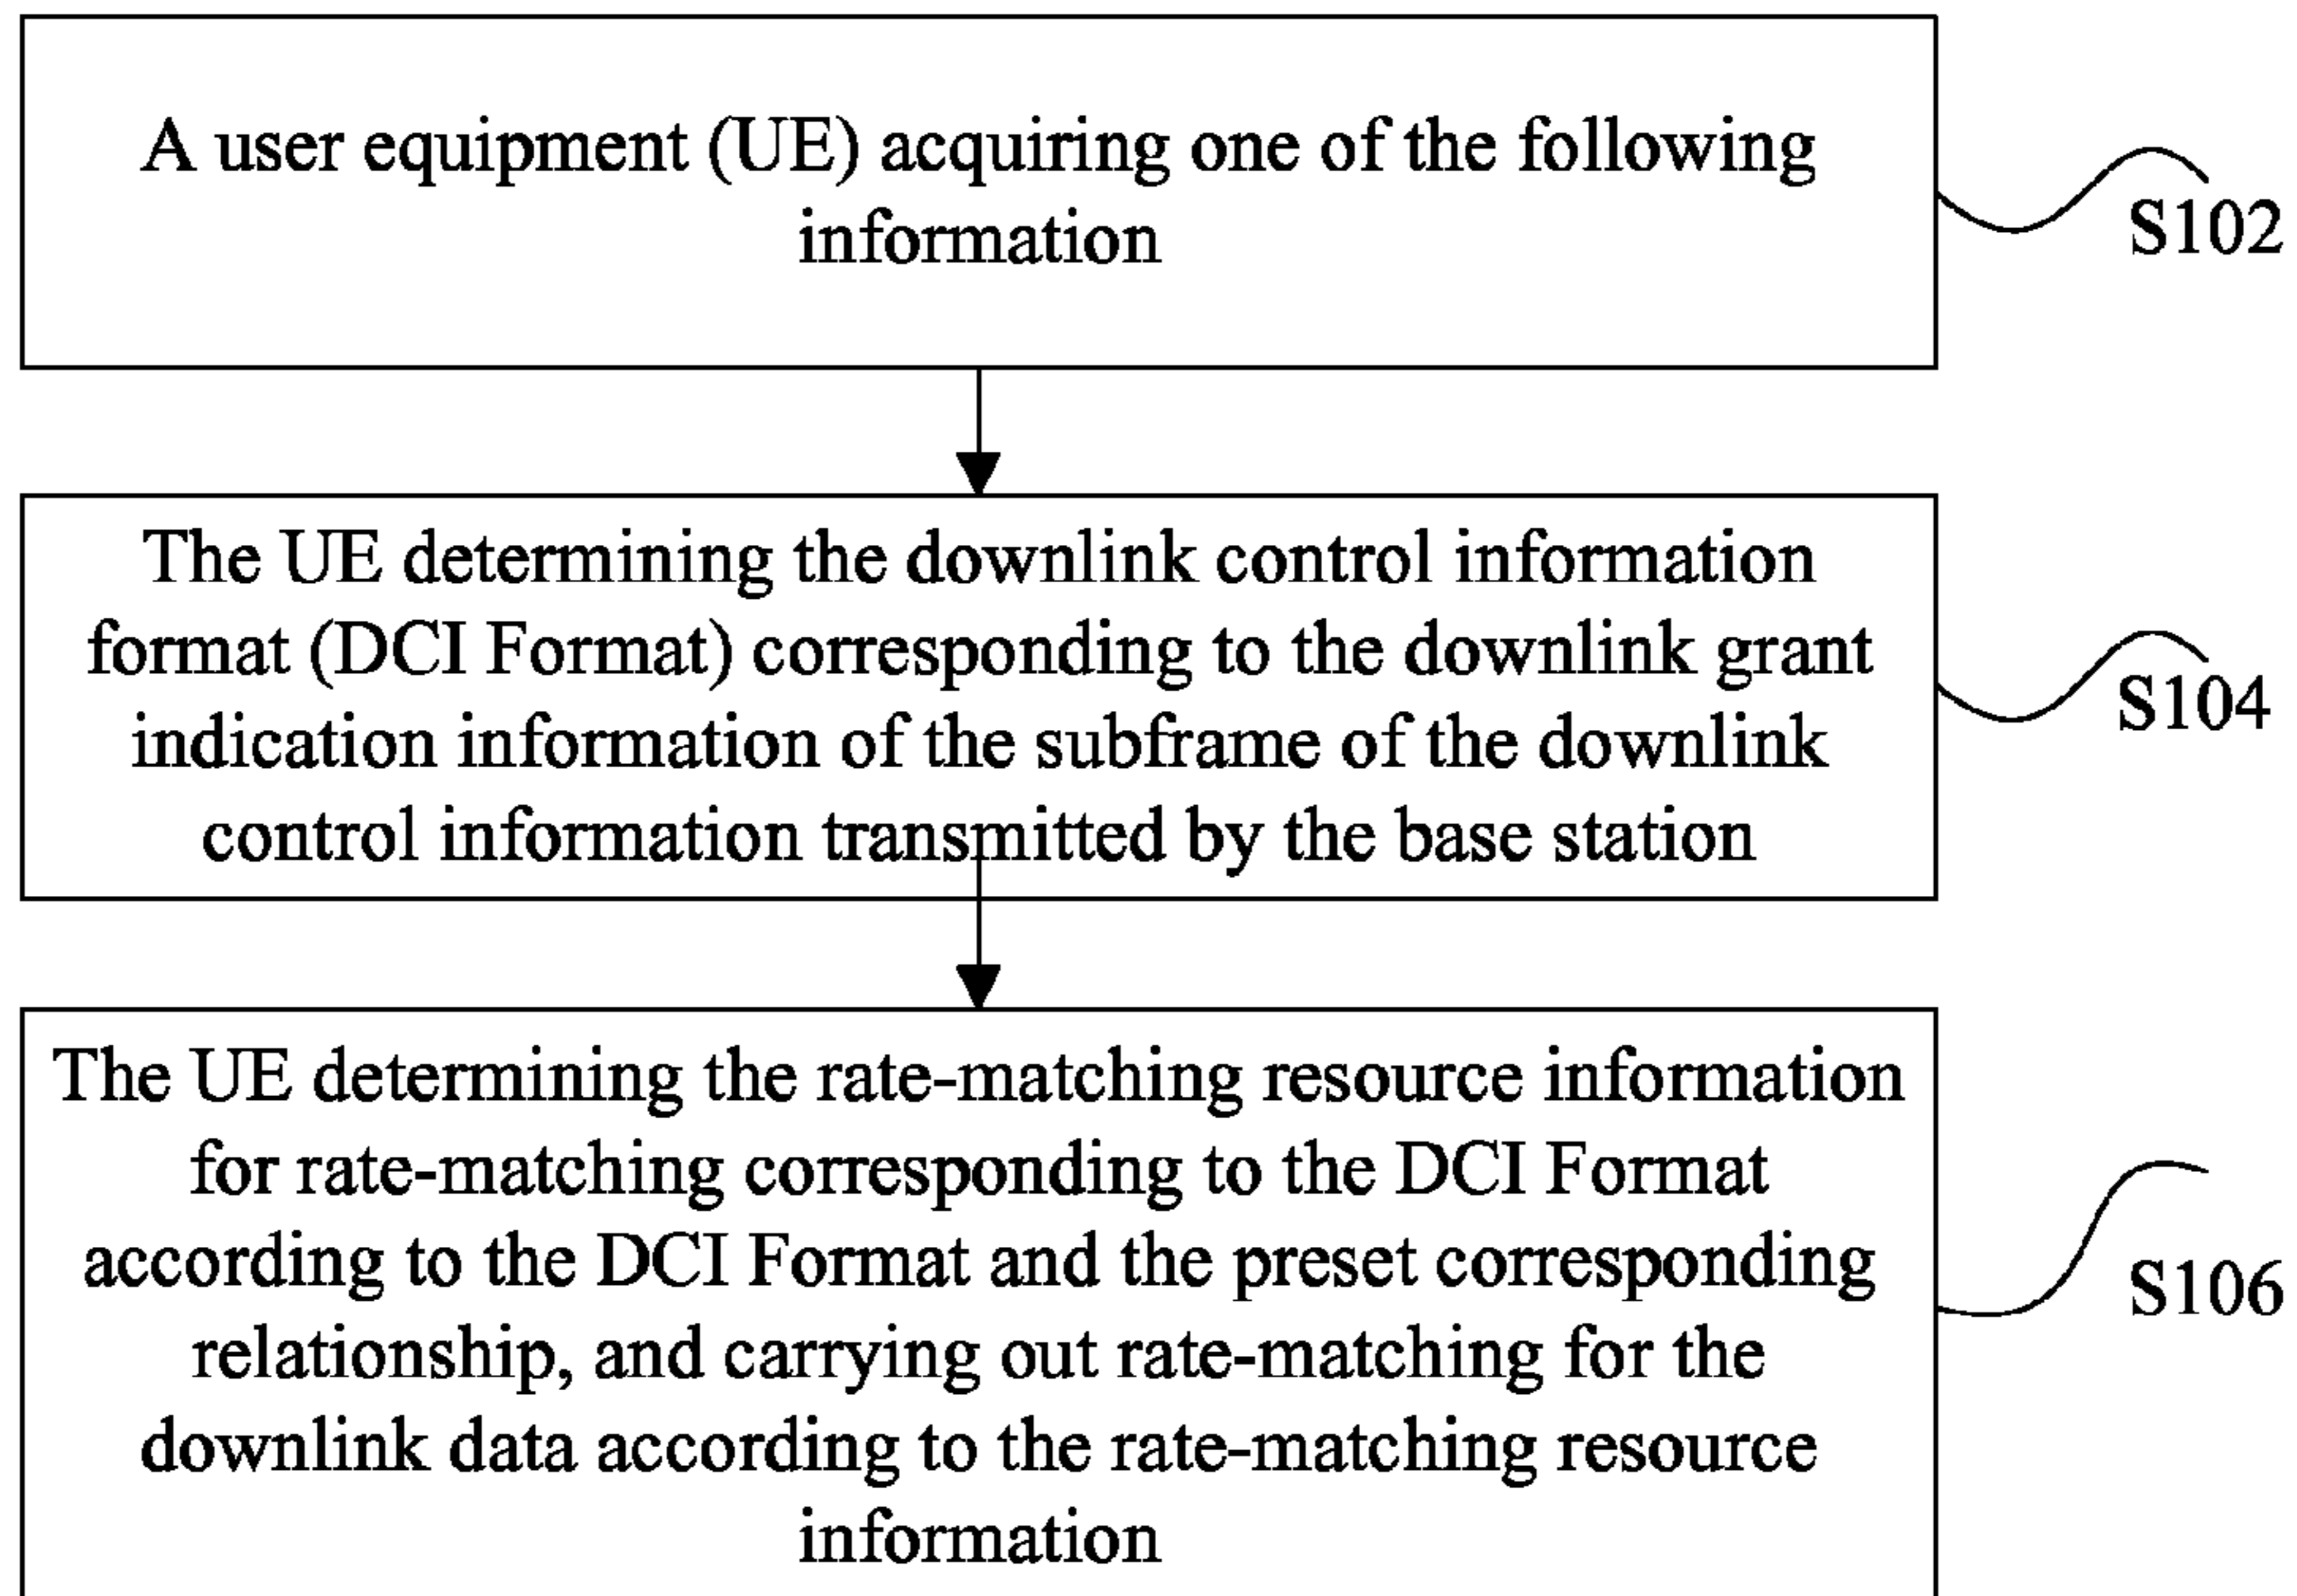 A user equipment (UE) acquiring one of the following
information
S102
The UE determining the downlink control information
format (DCI Format) corresponding to the downlink grant
indication information of the subframe of the downlink
control information transmitted by the base station
S104
The UE determining the rate-matching resource information
for rate-matching corresponding to the DCI Format
according to the DCI Format and the preset corresponding
relationship, and carrying out rate-matching for the
downlink data according to the rate-matching resource
information
S106